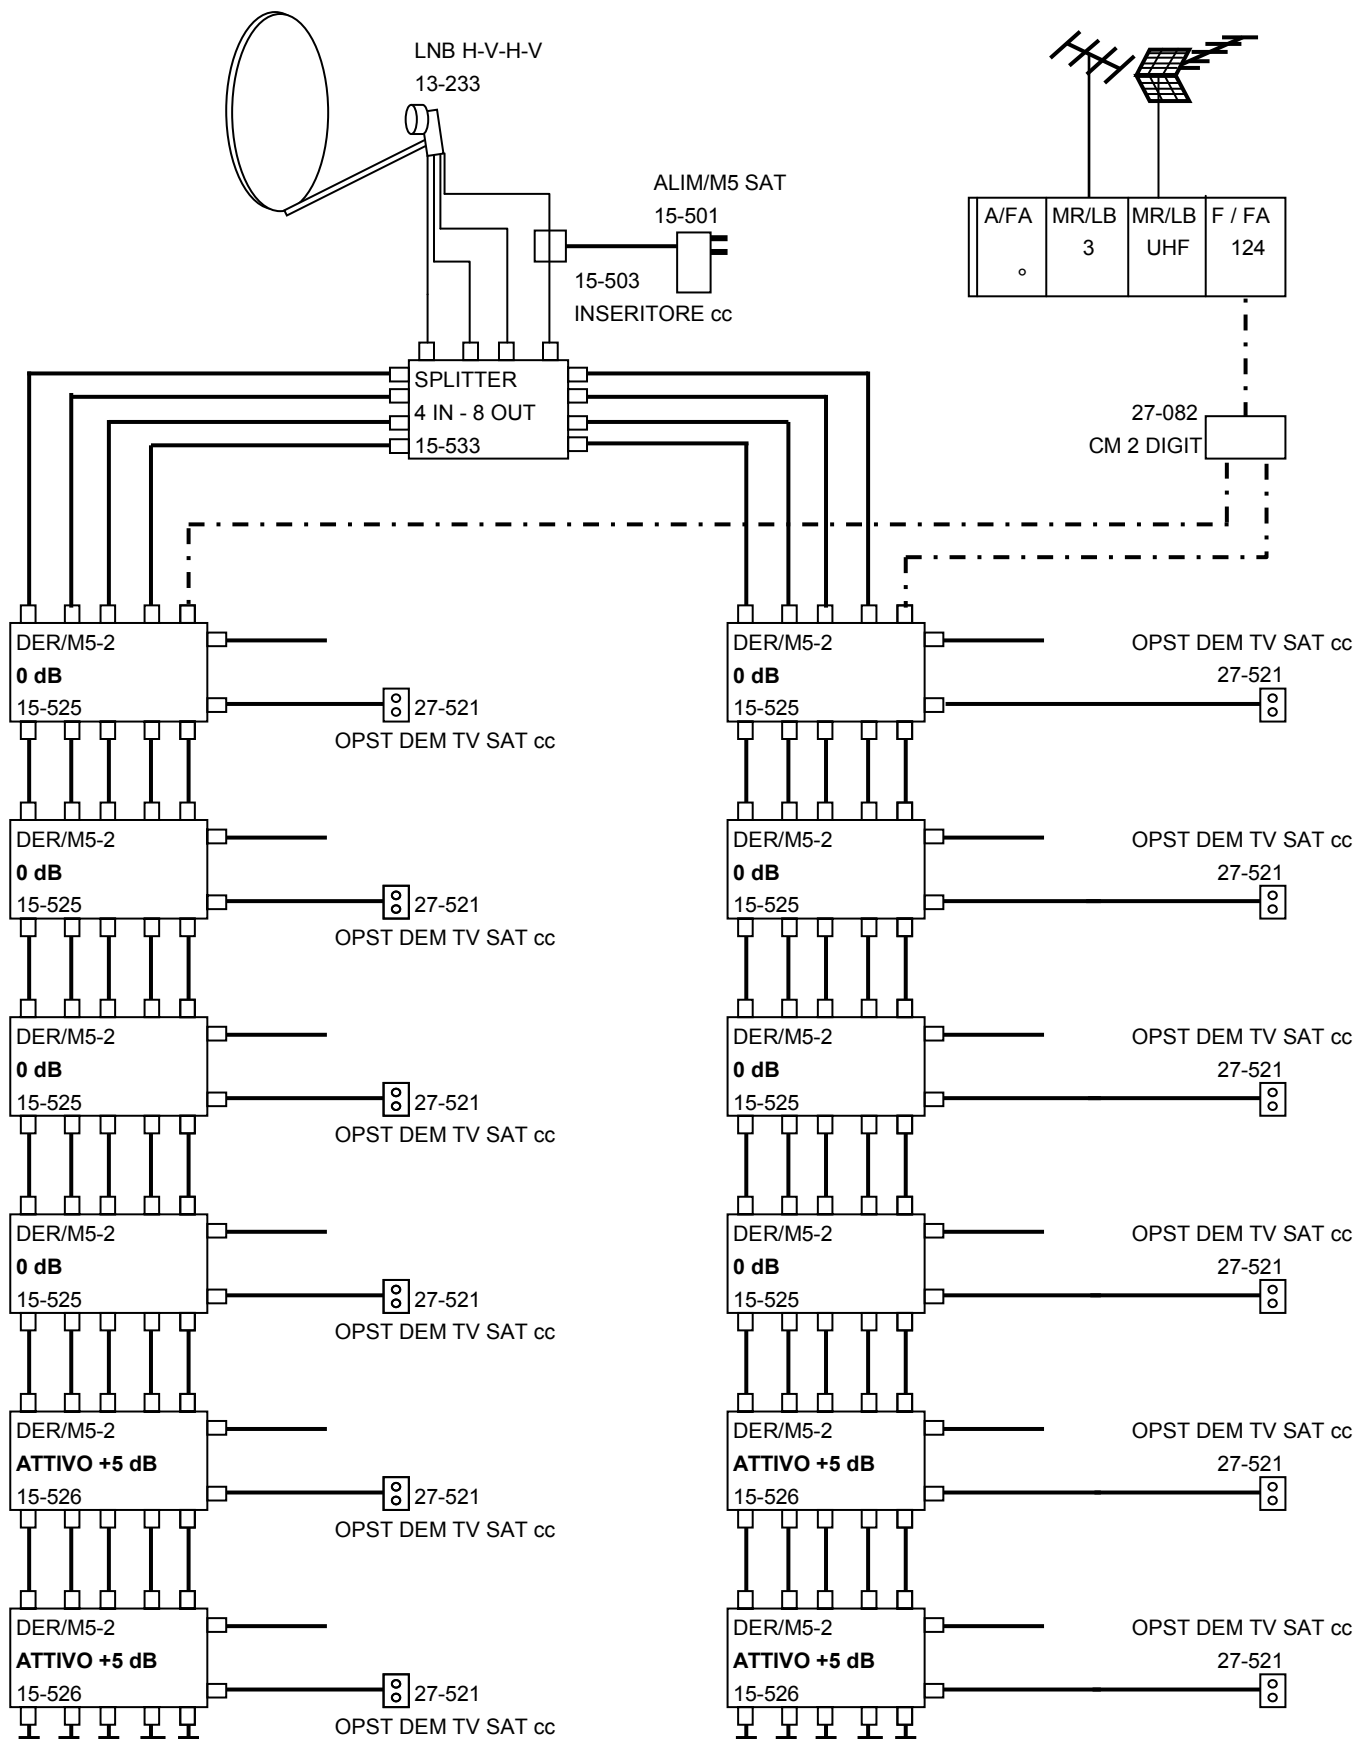 LNB H-V-H-V
13-233
ALIM/M5 SAT
15-501
15-503
INSERITORE cc
A/FA
MR/LB
3
MR/LB
UHF
F / FA
124
SPLITTER
4 IN - 8 OUT
15-533
27-082
CM 2 DIGIT
DER/M5-2
0 dB
15-525
27-521
OPST DEM TV SAT cc
DER/M5-2
0 dB
15-525
OPST DEM TV SAT cc
27-521
DER/M5-2
0 dB
15-525
27-521
OPST DEM TV SAT cc
DER/M5-2
0 dB
15-525
OPST DEM TV SAT cc
27-521
DER/M5-2
0 dB
15-525
27-521
OPST DEM TV SAT cc
DER/M5-2
0 dB
15-525
OPST DEM TV SAT cc
27-521
DER/M5-2
0 dB
15-525
27-521
OPST DEM TV SAT cc
DER/M5-2
0 dB
15-525
OPST DEM TV SAT cc
27-521
DER/M5-2
ATTIVO +5 dB
15-526
27-521
OPST DEM TV SAT cc
DER/M5-2
ATTIVO +5 dB
15-526
OPST DEM TV SAT cc
27-521
DER/M5-2
ATTIVO +5 dB
15-526
27-521
OPST DEM TV SAT cc
DER/M5-2
ATTIVO +5 dB
15-526
OPST DEM TV SAT cc
27-521